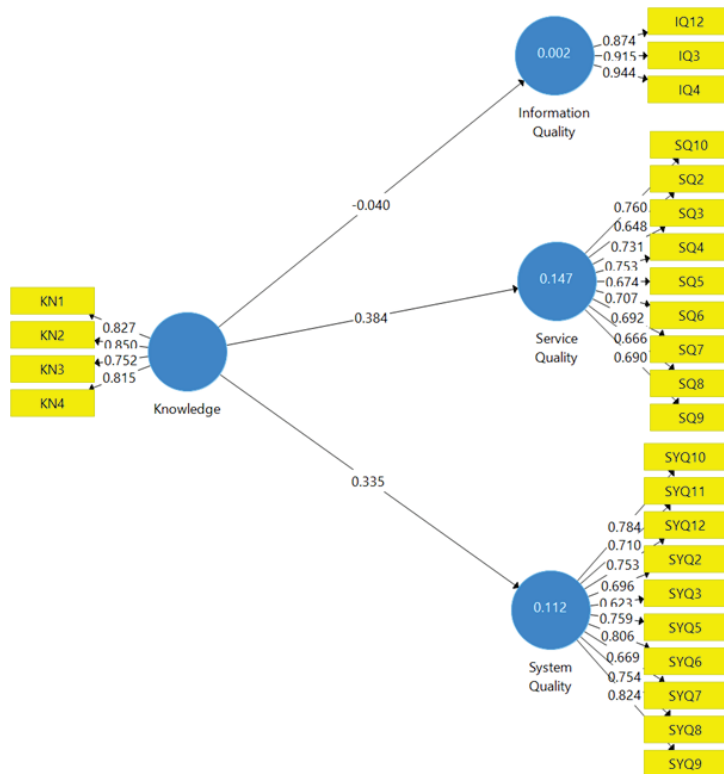 IQ12
0.874
0.002
0.915
IQ3
0.944
IQ4
Information
Quality
SQ10
SQ2
0.760
0.648
SQ3
-0.040
0.731
SQ4
0.753
0.147
0.674
SQ5
KN1
0.707
SQ6
0.827
0.384
0.692
KN2
0.850
Service
Quality
0.666
SQ7
0.752
KN3
0.690
0.815
SQ8
KN4
Knowledge
SQ9
SYQ10
0.335
SYQ11
0.784
SYQ12
0.710
0.753
SYQ2
0.696
SYQ3
0.623
0.112
0.759
SYQ5
0.806
0.669
SYQ6
System
Quality
0.754
SYQ7
0.824
SYQ8
SYQ9